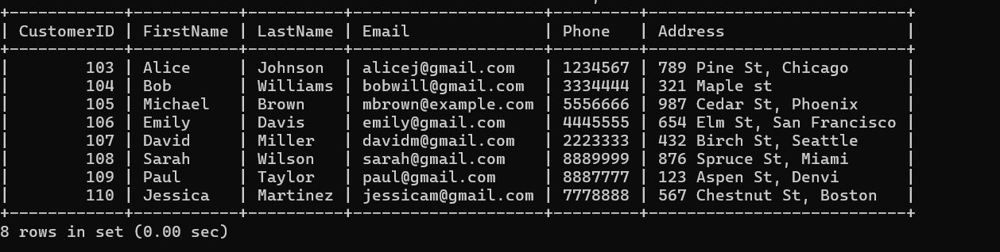 +------------+-----------+----------+---------------------+---------+---------------------------+
| CustomerID | FirstName | LastName | Email               | Phone   | Address                   |
+------------+-----------+----------+---------------------+---------+---------------------------+
|        103 | Alice     | Johnson  | alicej@gmail.com    | 1234567 | 789 Pine St, Chicago      |
|        104 | Bob       | Williams | bobwill@gmail.com   | 3334444 | 321 Maple st              |
|        105 | Michael   | Brown    | mbrown@example.com  | 5556666 | 987 Cedar St, Phoenix     |
|        106 | Emily     | Davis    | emily@gmail.com     | 4445555 | 654 Elm St, San Francisco |
|        107 | David     | Miller   | davidm@gmail.com    | 2223333 | 432 Birch St, Seattle     |
|        108 | Sarah     | Wilson   | sarah@gmail.com     | 8889999 | 876 Spruce St, Miami      |
|        109 | Paul      | Taylor   | paul@gmail.com      | 8887777 | 123 Aspen St, Denvi       |
|        110 | Jessica   | Martinez | jessicam@gmail.com  | 7778888 | 567 Chestnut St, Boston   |
+------------+-----------+----------+---------------------+---------+---------------------------+
8 rows in set (0.00 sec)